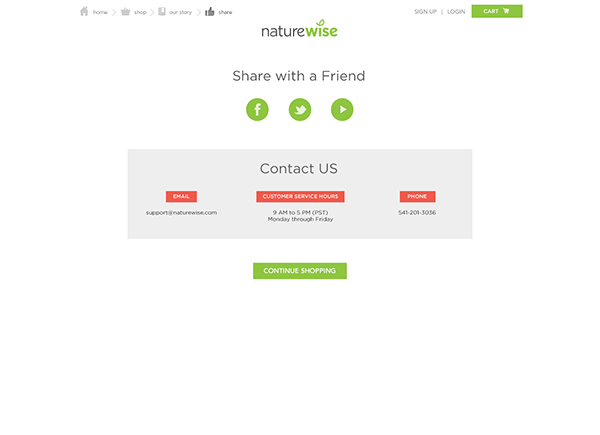 home shop our story share SIGN UP | LOGIN CART
naturewise
Share with a Friend
Contact US
EMAIL CUSTOMER SERVICE HOURS PHONE
support@naturewise.com 9 AM to 5 PM (PST) 541-201-3036
Monday through Friday
CONTINUE SHOPPING